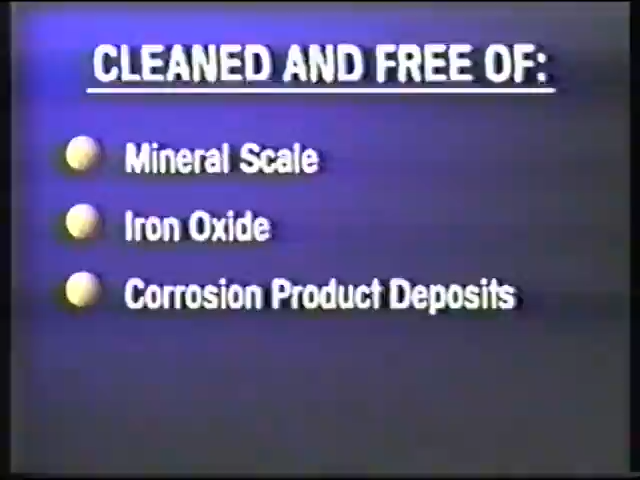 CLEANED AND FREE OF:
Mineral Scale
Iron Oxide
Corrosion Product Deposits